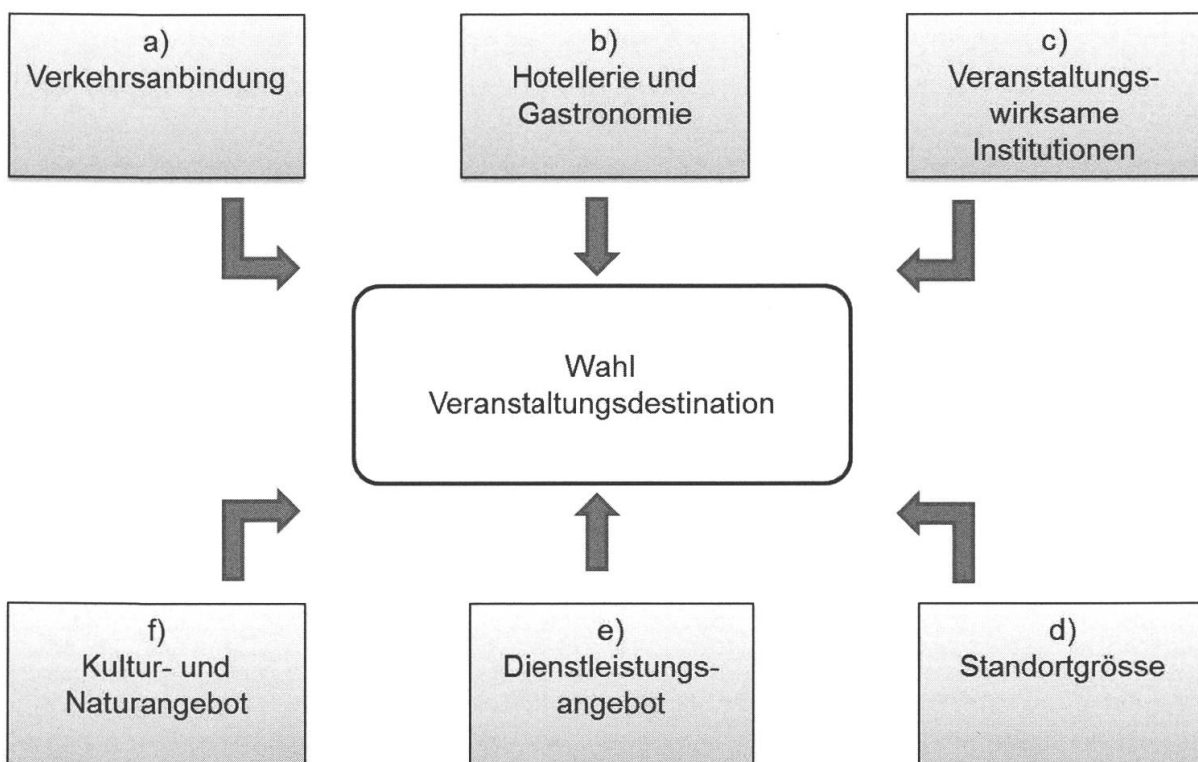 a)
Verkehrsanbindung
b)
Hotellerie und
Gastronomie
c)
Veranstaltungs-
wirksame
Institutionen
Wahl
Veranstaltungsdestination
f)
Kultur- und
Naturangebot
e)
Dienstleistungs-
angebot
d)
Standortgrösse